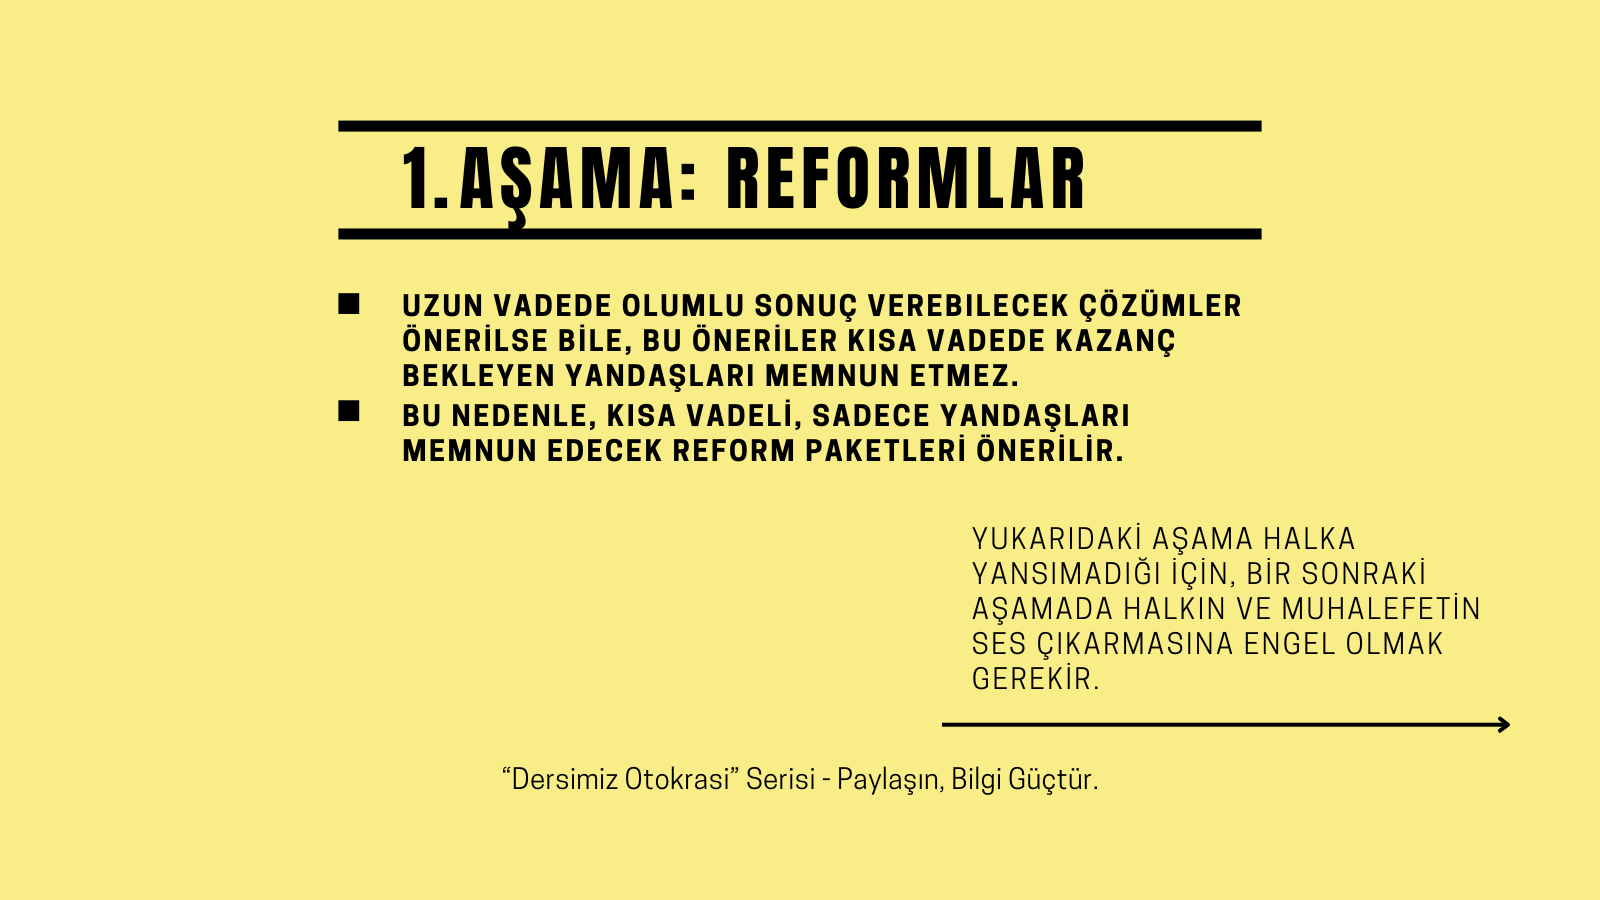 1. AŞAMA: REFORMLAR
UZUN VADEDE OLUMLU SONUÇ VEREBILECEK ÇÖZÜMLER
ÖNERİLSE BİLE, BU ÖNERİLER KISA VADEDE KAZANÇ
BEKLEYEN YANDAŞLARI MEMNUN ETMEZ.
BU NEDENLE, KISA VADELİ, SADECE YANDAŞLARI
MEMNUN EDECEK REFORM PAKETLERİ ÖNERİLİR.
YUKARIDAKİ AŞAMA HALKA
YANSIMADIĞI İÇİN, BİR SONRAKİ
AŞAMADA HALKIN VE MUHALEFETİN
SES ÇIKARMASINA ENGEL OLMAK
GEREKİR.
“Dersimiz Otokrasi” Serisi - Paylaşın, Bilgi Güçtür.